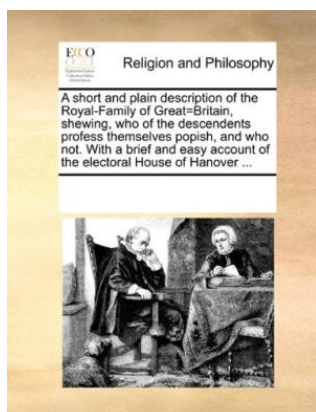 ECCO
Religion and Philosophy
A short and plain description of the
Royal-Family of Great=Britain,
shewing, who of the descendents
profess themselves popish, and who
not. With a brief and easy account of
the electoral House of Hanover ...